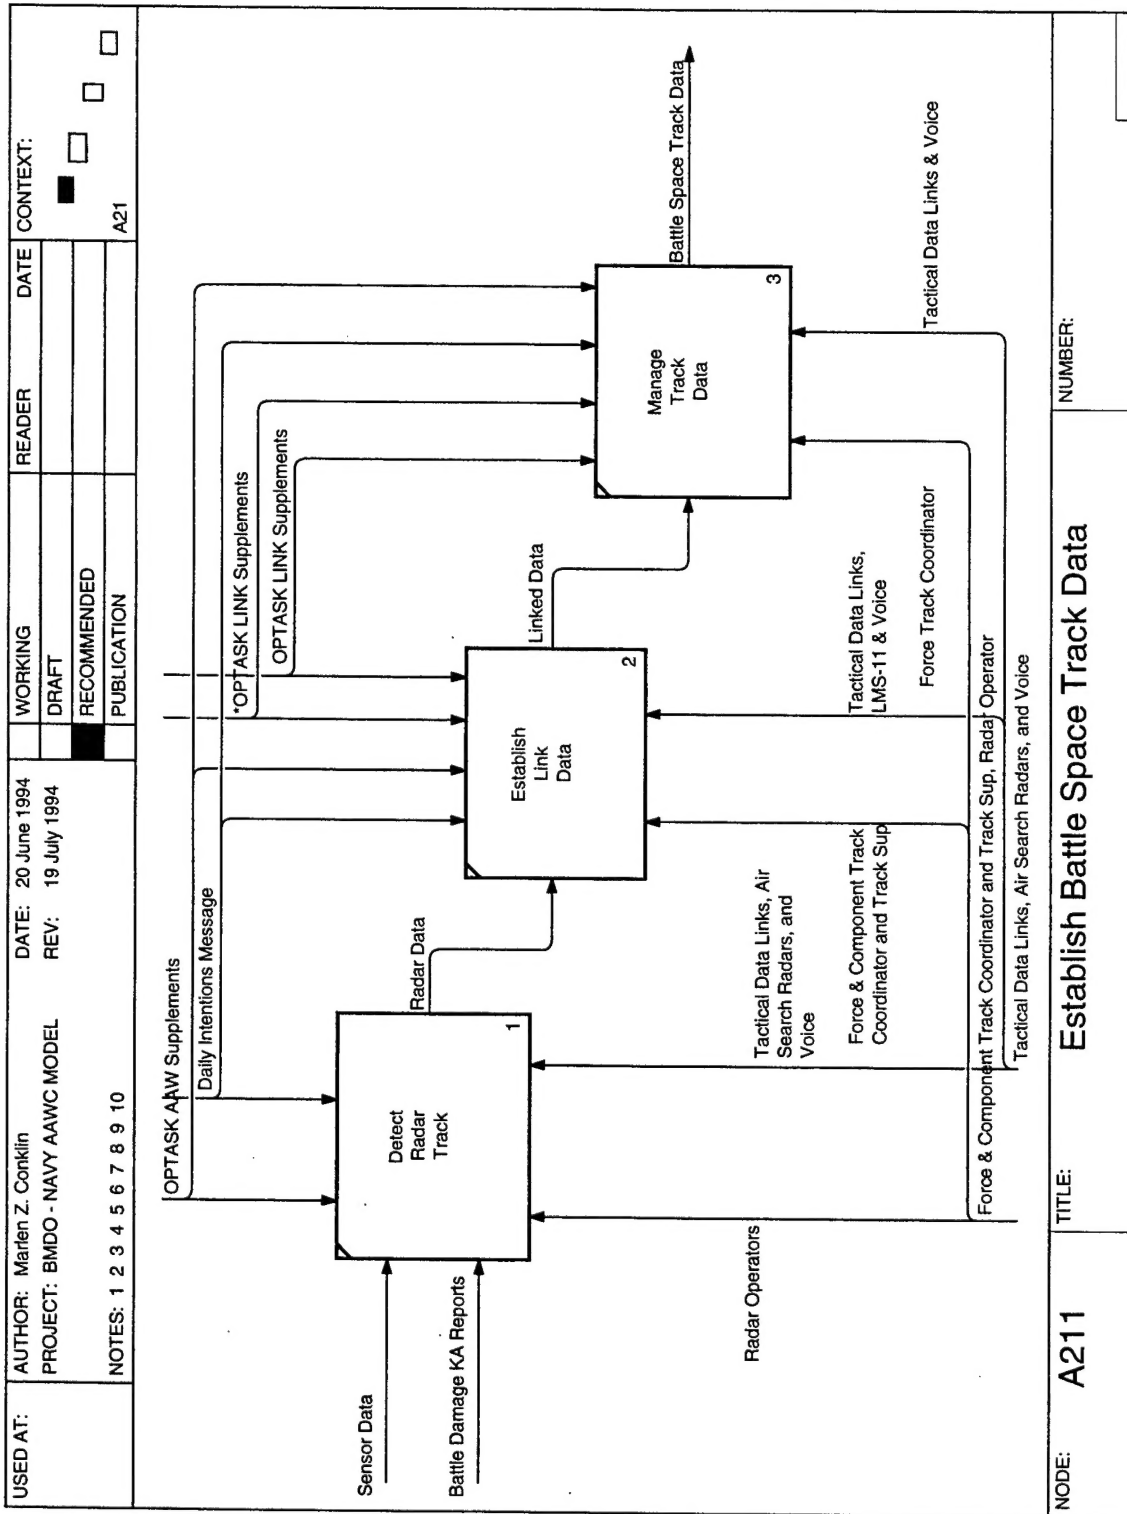 USED AT:
AUTHOR: Marlen Z. Conklin
DATE: 20 June 1994
PROJECT: BMDO - NAVY AAWC MODEL
REV: 19 July 1994
NOTES: 1 2 3 4 5 6 7 8 9 10
WORKING
DRAFT
RECOMMENDED
PUBLICATION
READER
DATE
CONTEXT:
A21
OPTASK AAW Supplements
Daily Intentions Message
*OPTASK LINK Supplements
OPTASK LINK Supplements
Sensor Data
Battle Damage KA Reports
Detect
Radar
Track
1
Radar Data
Establish
Link
Data
2
Linked Data
Manage
Track
Data
3
Battle Space Track Data
Radar Operators
Tactical Data Links, Air
Search Radars, and
Voice
Force & Component Track
Coordinator and Track Sup
Tactical Data Links,
LMS-11 & Voice
Force Track Coordinator
Tactical Data Links & Voice
Force & Component Track Coordinator and Track Sup, Radar Operator
Tactical Data Links, Air Search Radars, and Voice
NODE:
A211
TITLE:
Establish Battle Space Track Data
NUMBER: